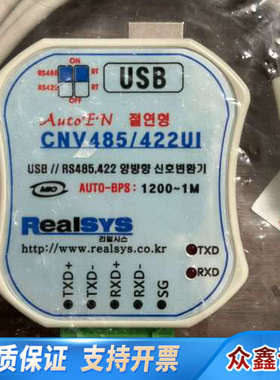 ON
RS485
RS422
RT
RT
USB
AutoEN 절연형
CNV485/422UI
USB // RS485,422 양방향 신호변환기
MIO AUTO-BPS: 1200~1M
RealSYS
리얼시스
http://www.realsys.co.kr
TXD
RXD
TXD+
TXD-
RXD+
RXD-
SG
质保证 支持开票
众鑫